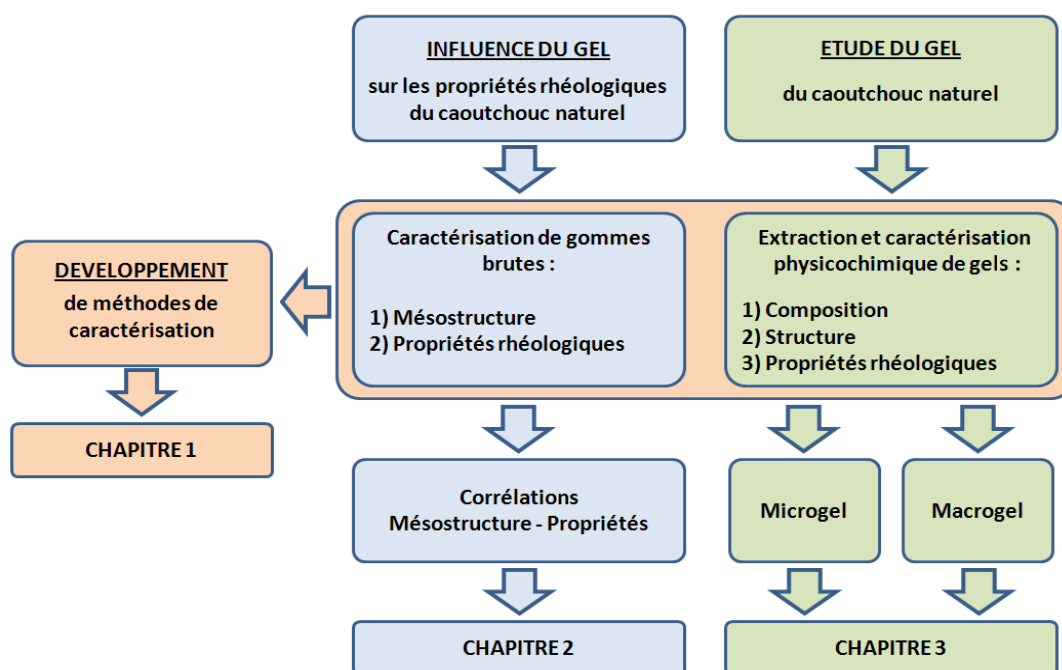 INFLUENCE DU GEL
sur les propriétés rhéologiques
du caoutchouc naturel
ETUDE DU GEL
du caoutchouc naturel
DEVELOPPEMENT
de méthodes de
caractérisation
CHAPITRE 1
Caractérisation de gommes
brutes :
1) Mésostructure
2) Propriétés rhéologiques
Extraction et caractérisation
physicochimique de gels :
1) Composition
2) Structure
3) Propriétés rhéologiques
Corrélations
Mésostructure - Propriétés
Microgel
Macrogel
CHAPITRE 2
CHAPITRE 3